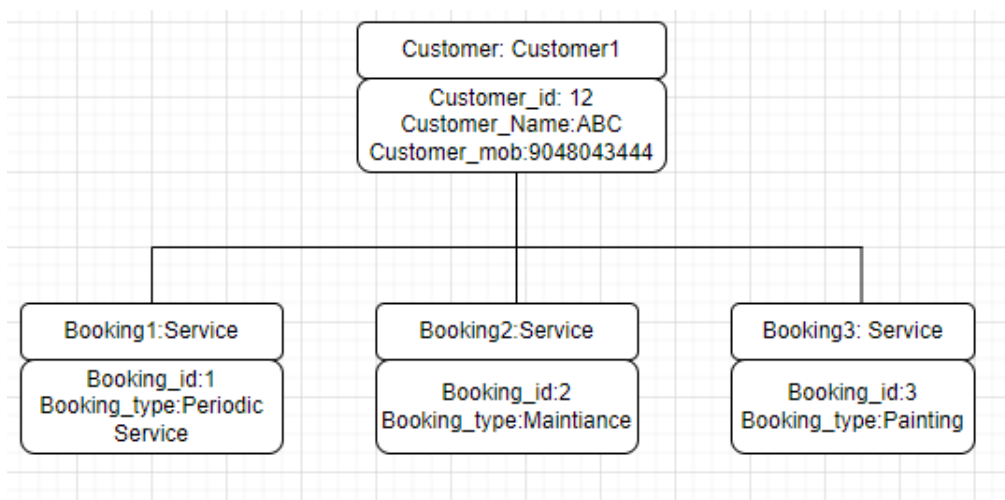 Customer: Customer1
Customer_id: 12
Customer_Name:ABC
Customer_mob:9048043444
Booking1:Service
Booking_id:1
Booking_type:Periodic
Service
Booking2:Service
Booking_id:2
Booking_type:Maintiance
Booking3: Service
Booking_id:3
Booking_type:Painting